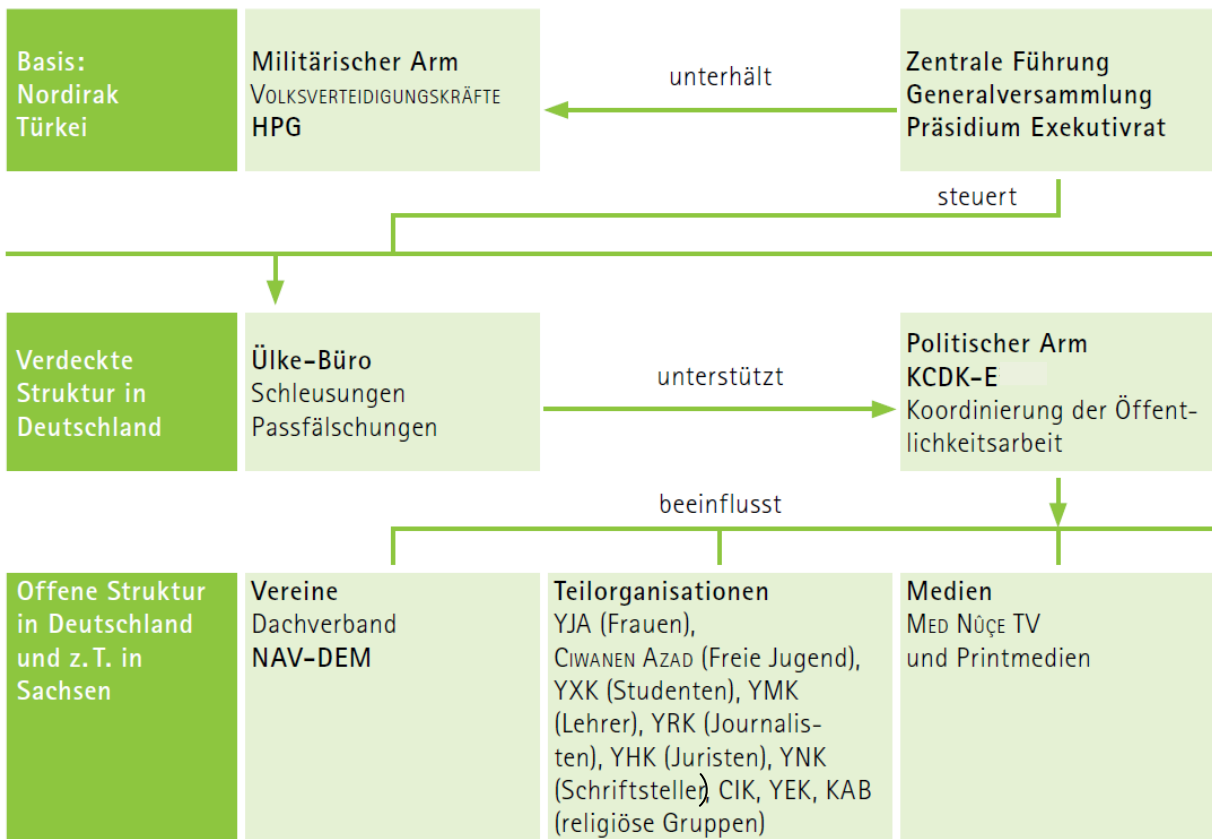 Basis:
Nordirak
Türkei
Militärischer Arm
VOLKSVERTEIDIGUNGSKRÄFTE
HPG
unterhält
Zentrale Führung
Generalversammlung
Präsidium Exekutivrat
steuert
Verdeckte
Struktur in
Deutschland
Ülke-Büro
Schleusungen
Passfälschungen
unterstützt
Politischer Arm
KCDK-E
Koordinierung der Öffent-
lichkeitsarbeit
beeinflusst
Offene Struktur
in Deutschland
und z. T. in
Sachsen
Vereine
Dachverband
NAV-DEM
Teilorganisationen
YJA (Frauen),
CIWANEN AZAD (Freie Jugend),
YXK (Studenten), YMK
(Lehrer), YRK (Journalis-
ten), YHK (Juristen), YNK
(Schriftsteller), CIK, YEK, KAB
(religiöse Gruppen)
Medien
MED NÛÇE TV
und Printmedien